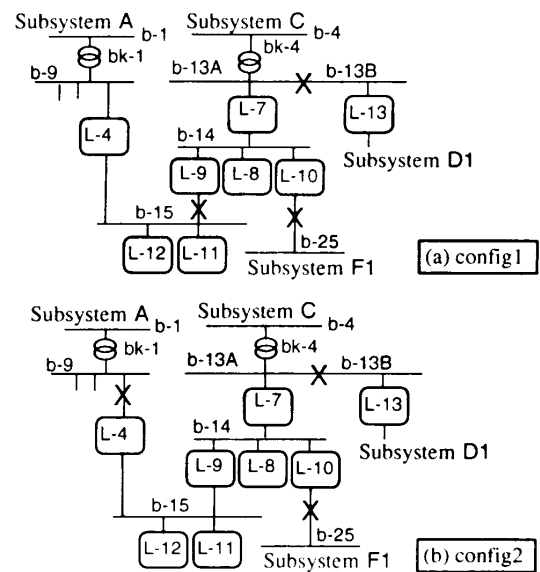 Subsystem A
b-1
bk-1
b-9
L-4
Subsystem C
b-4
bk-4
b-13A
b-13B
L-7
L-13
b-14
Subsystem D1
L-9
L-8
L-10
b-15
L-12
L-11
b-25
Subsystem F1
(a) config1
Subsystem A
b-1
bk-1
b-9
L-4
Subsystem C
b-4
bk-4
b-13A
b-13B
L-7
L-13
b-14
Subsystem D1
L-9
L-8
L-10
b-15
L-12
L-11
b-25
Subsystem F1
(b) config2